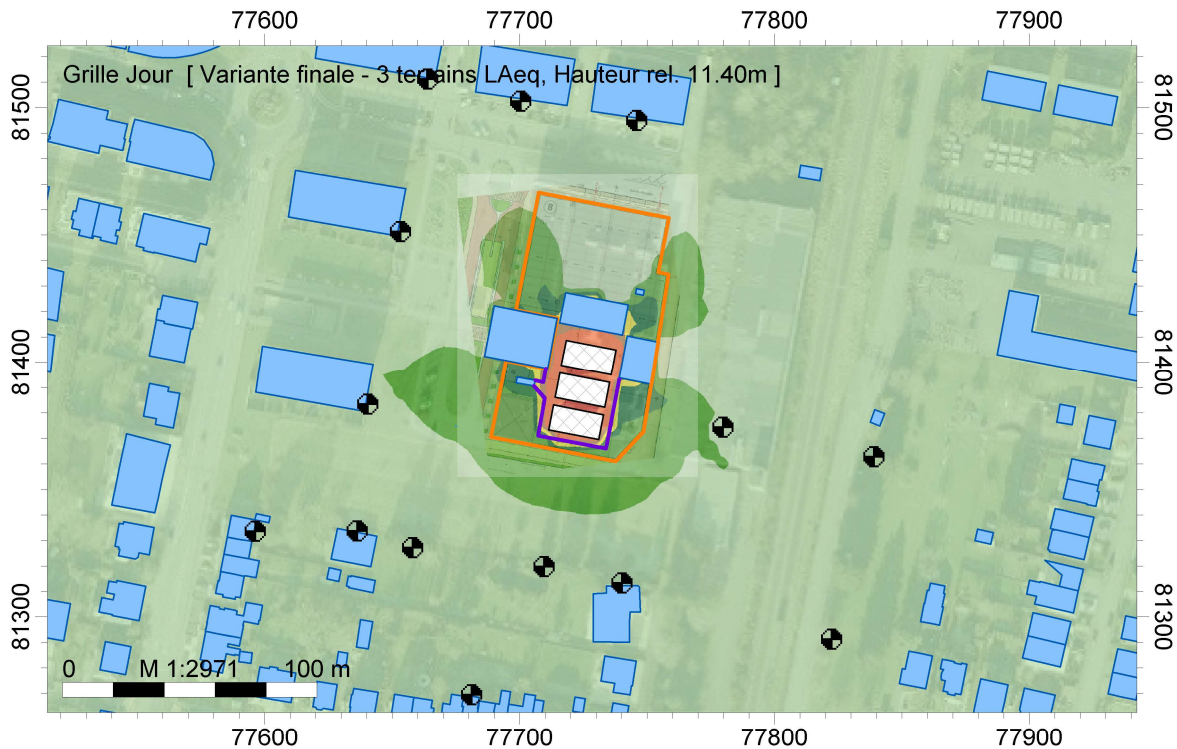 77600 77700 77800 77900
Grille Jour [ Variante finale - 3 terrains LAeq, Hauteur rel. 11.40m ]
81500 81500
81400 81400
81300 81300
0 M 1:2971 100 m
77600 77700 77800 77900